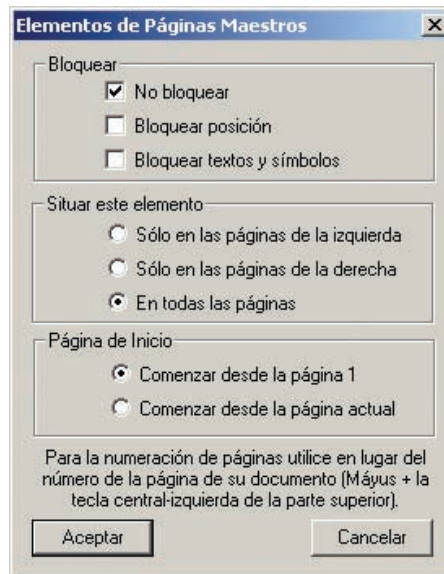 Elementos de Páginas Maestros
Bloquear
No bloquear
Bloquear posición
Bloquear textos y símbolos
Situar este elemento
Sólo en las páginas de la izquierda
Sólo en las páginas de la derecha
En todas las páginas
Página de Inicio
Comenzar desde la página 1
Comenzar desde la página actual
Para la numeración de páginas utilice en lugar del
número de la página de su documento (Máyus + la
tecla central-izquierda de la parte superior).
Aceptar
Cancelar